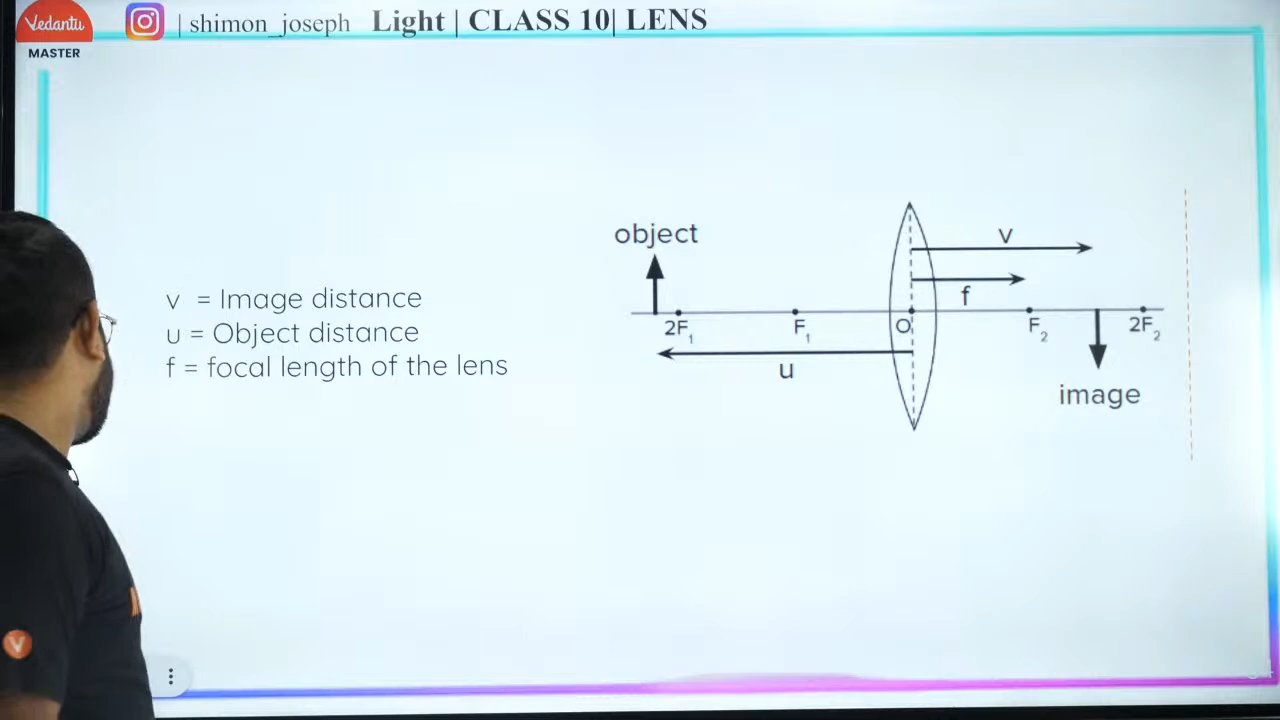 Vedantu
MASTER
| shimon_joseph
Light | CLASS 10| LENS
v = Image distance
u = Object distance
f = focal length of the lens
object
v
f
2F₁
F₁
O
F₂
2F₂
u
image
V